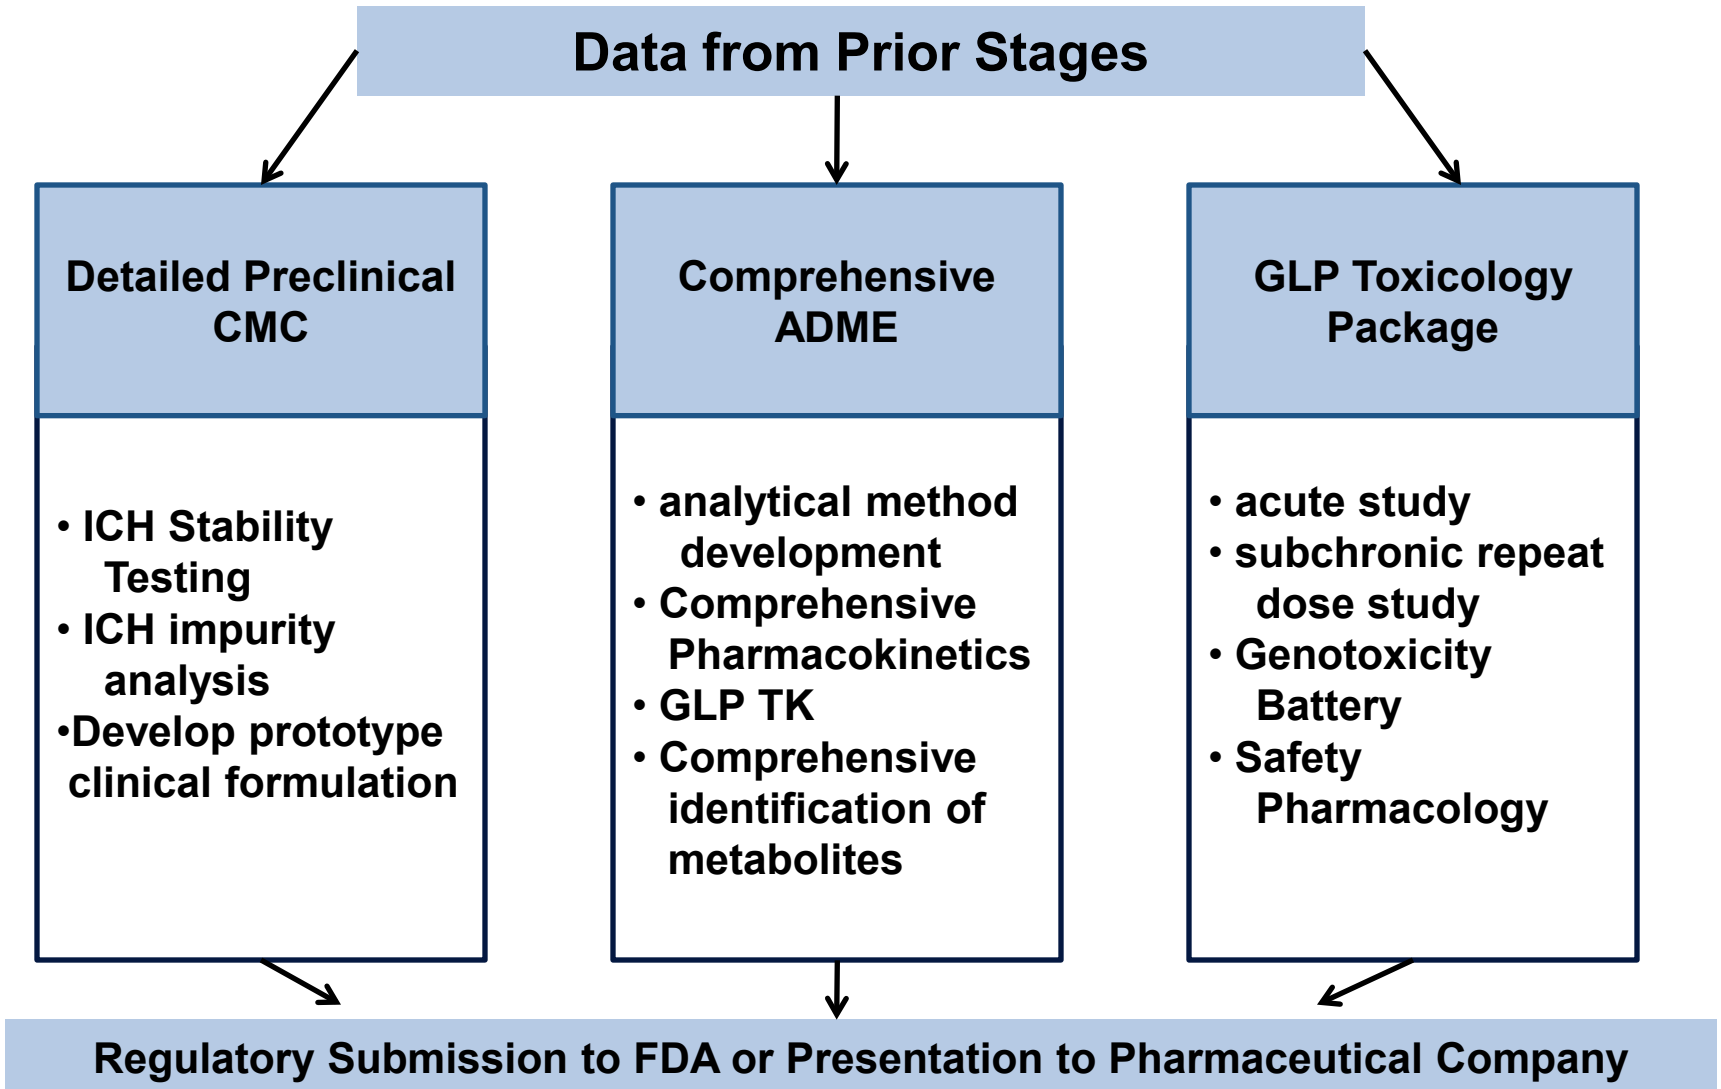 Data from Prior Stages
Detailed Preclinical
CMC
• ICH Stability
Testing
• ICH impurity
analysis
•Develop prototype
clinical formulation
Comprehensive
ADME
• analytical method
development
• Comprehensive
Pharmacokinetics
• GLP TK
• Comprehensive
identification of
metabolites
GLP Toxicology
Package
• acute study
• subchronic repeat
dose study
• Genotoxicity
Battery
• Safety
Pharmacology
Regulatory Submission to FDA or Presentation to Pharmaceutical Company